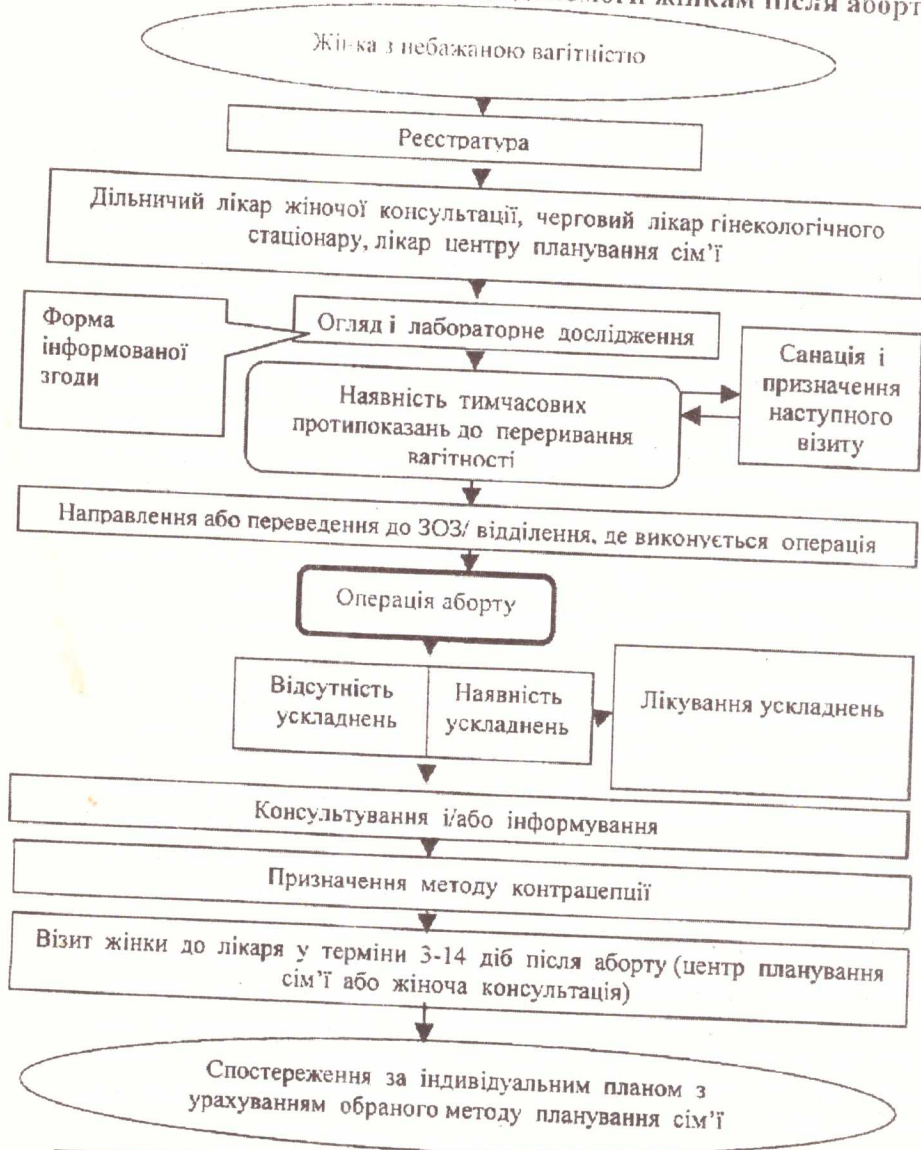 жінкам після аборт
Жінка з небажаною вагітністю
Реєстратура
Дільничий лікар жіночої консультації, черговий лікар гінекологічного
стаціонару, лікар центру планування сім'ї
Форма
інформованої
згоди
Огляд і лабораторне дослідження
Наявність тимчасових
протипоказань до переривання
вагітності
Санація і
призначення
наступного
візиту
Направлення або переведення до ЗОЗ/ відділення, де виконується операція
Операція аборту
Відсутність
ускладнень
Наявність
ускладнень
Лікування ускладнень
Консультування і/або інформування
Призначення методу контрацепції
Візит жінки до лікаря у терміни 3-14 діб після аборту (центр планування
сім'ї або жіноча консультація)
Спостереження за індивідуальним планом з
урахуванням обраного методу планування сім'ї